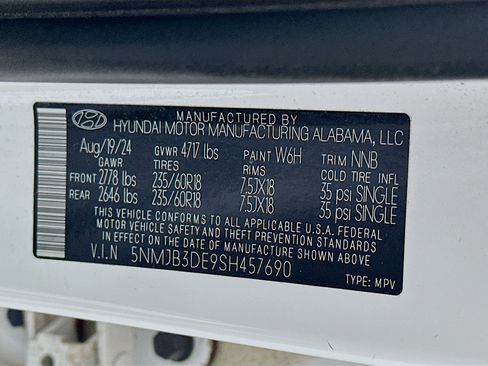 MANUFACTURED BY
HYUNDAI MOTOR MANUFACTURING ALABAMA, LLC
Aug/19/24 GVWR 4717 lbs PAINT W6H TRIM NNB
GAWR TIRES RIMS COLD TIRE INFL
FRONT 2778 lbs 235/60R18 7.5JX18 35 psi SINGLE
REAR 2646 lbs 235/60R18 7.5JX18 35 psi SINGLE
THIS VEHICLE CONFORMS TO ALL APPLICABLE U.S. FEDERAL
MOTOR VEHICLE SAFETY AND THEFT PREVENTION STANDARDS
IN EFFECT ON THE DATE OF MANUFACTURE SHOWN ABOVE.
V.I.N 5NMJB3DE9SH457690
TYPE: MPV